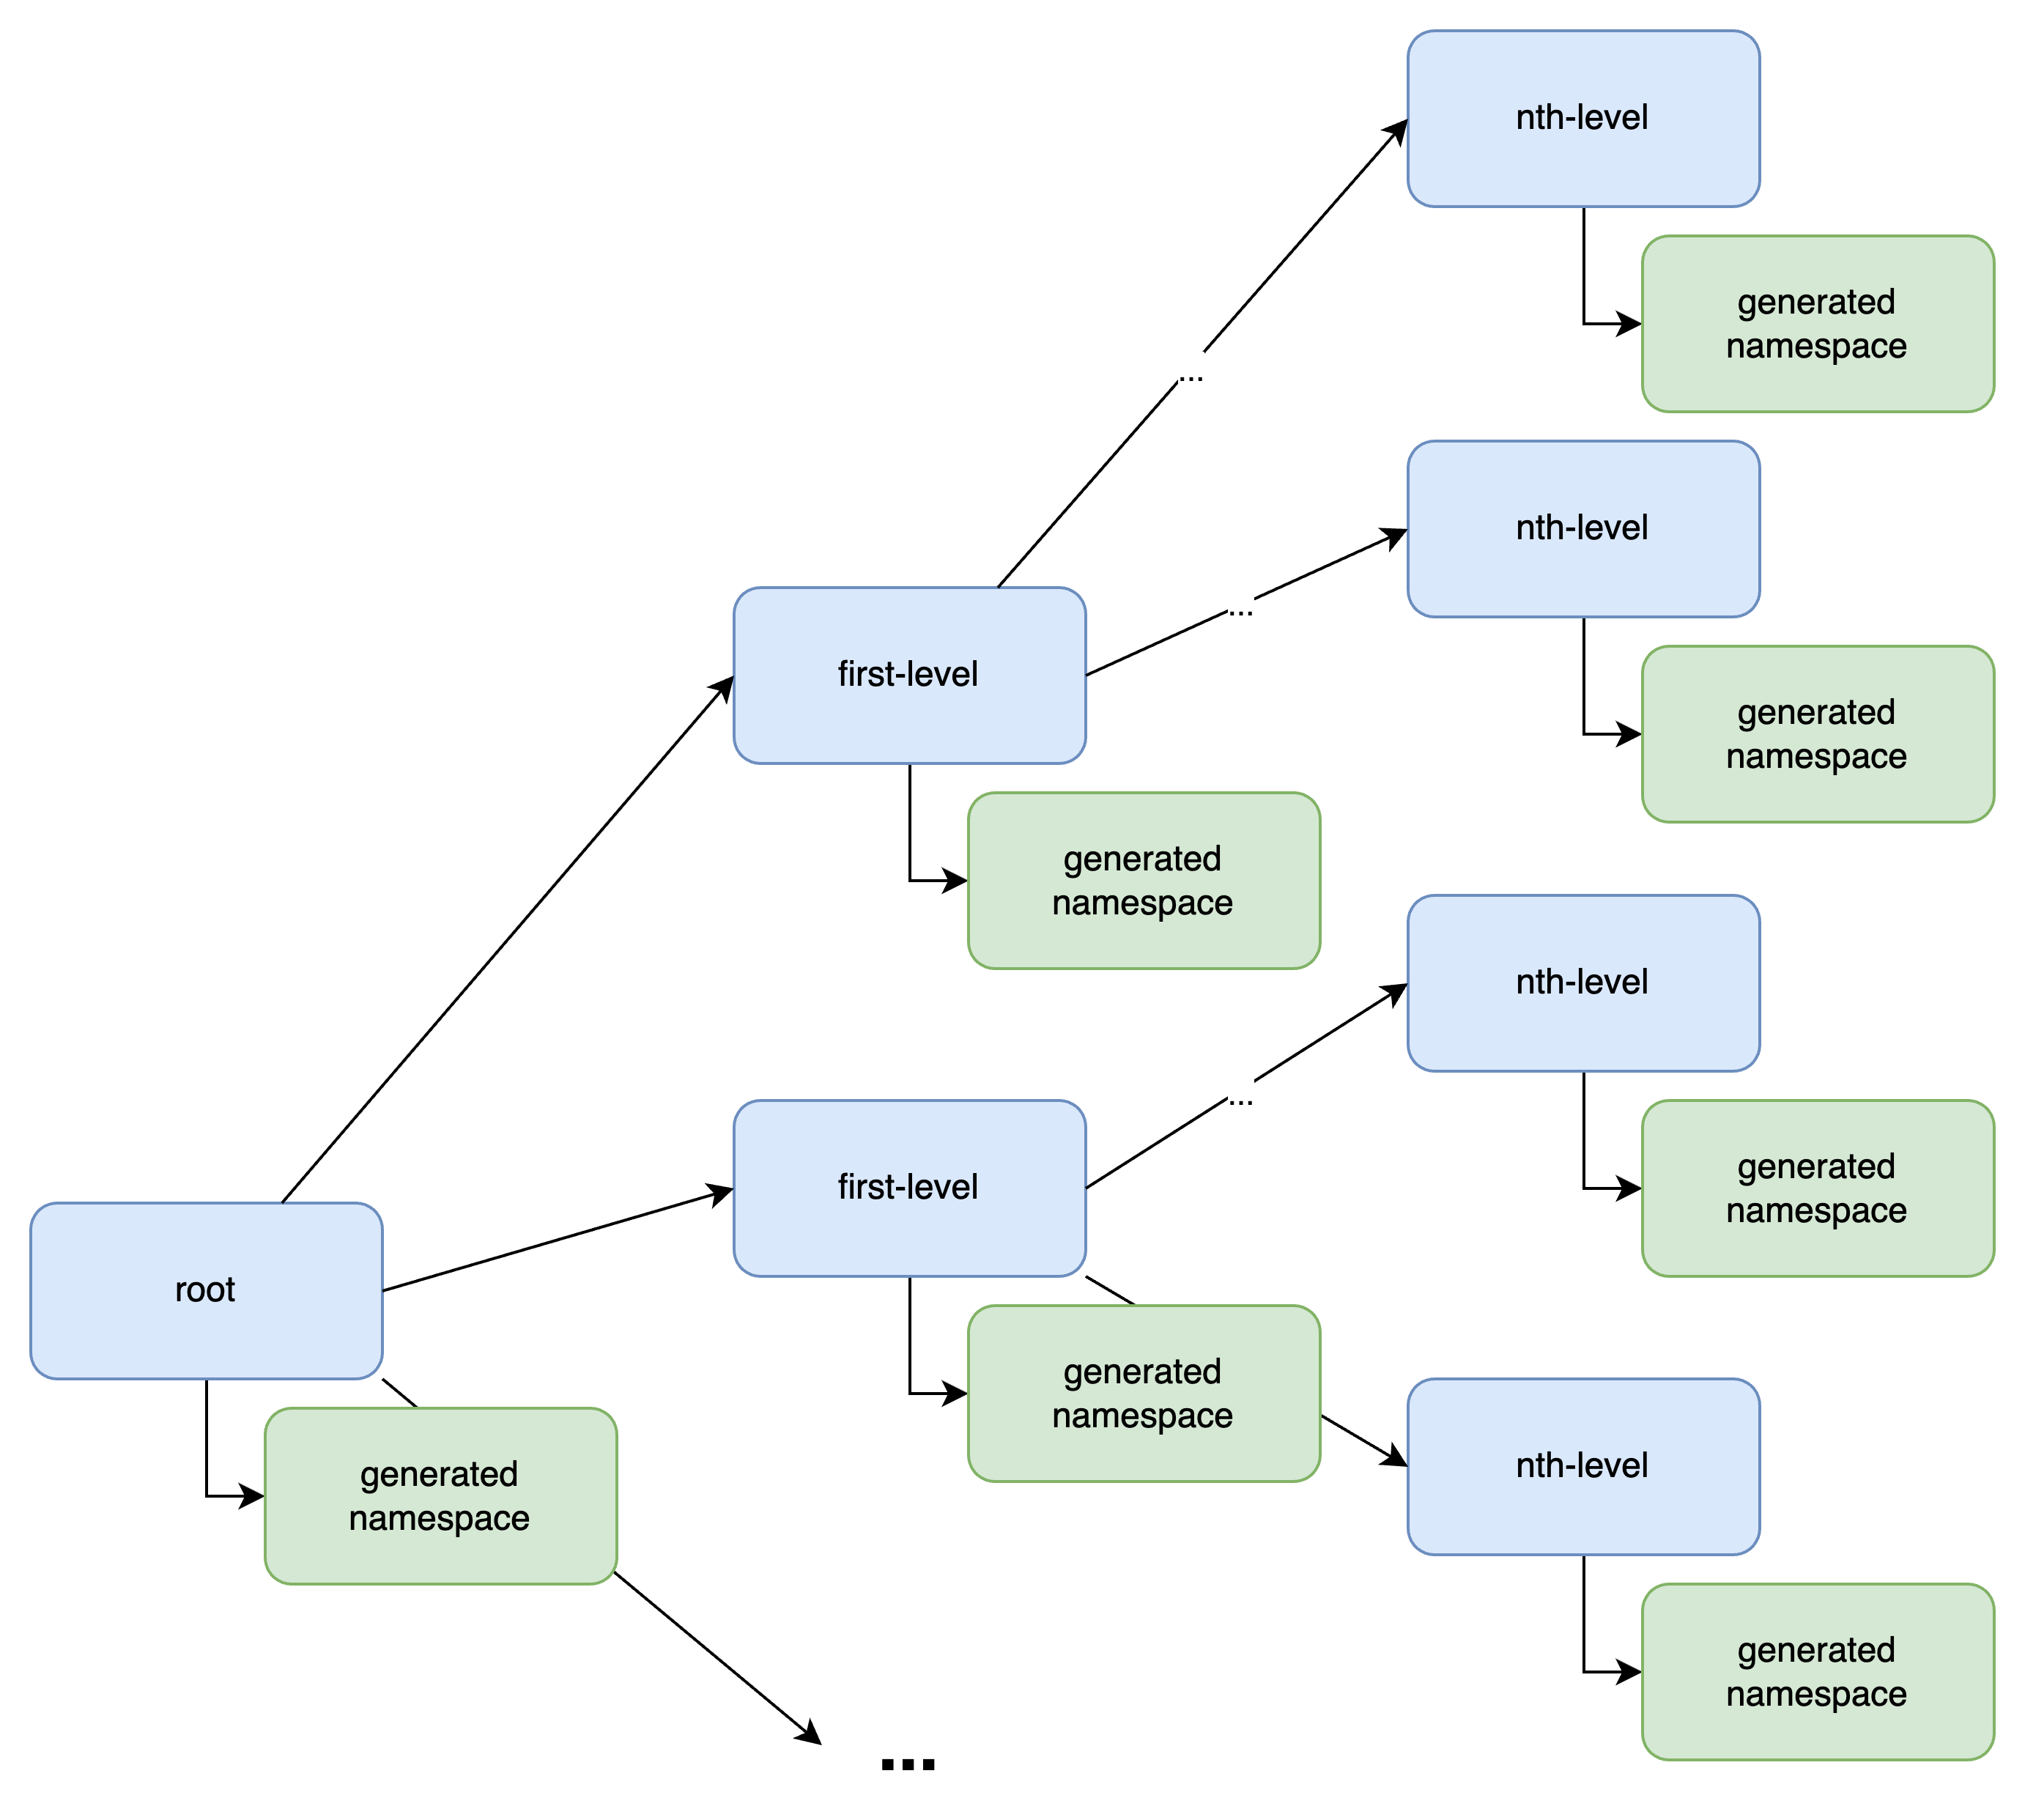 nth-level
generated
namespace
...
nth-level
...
generated
namespace
first-level
generated
namespace
nth-level
...
first-level
generated
namespace
root
generated
namespace
nth-level
generated
namespace
generated
namespace
...